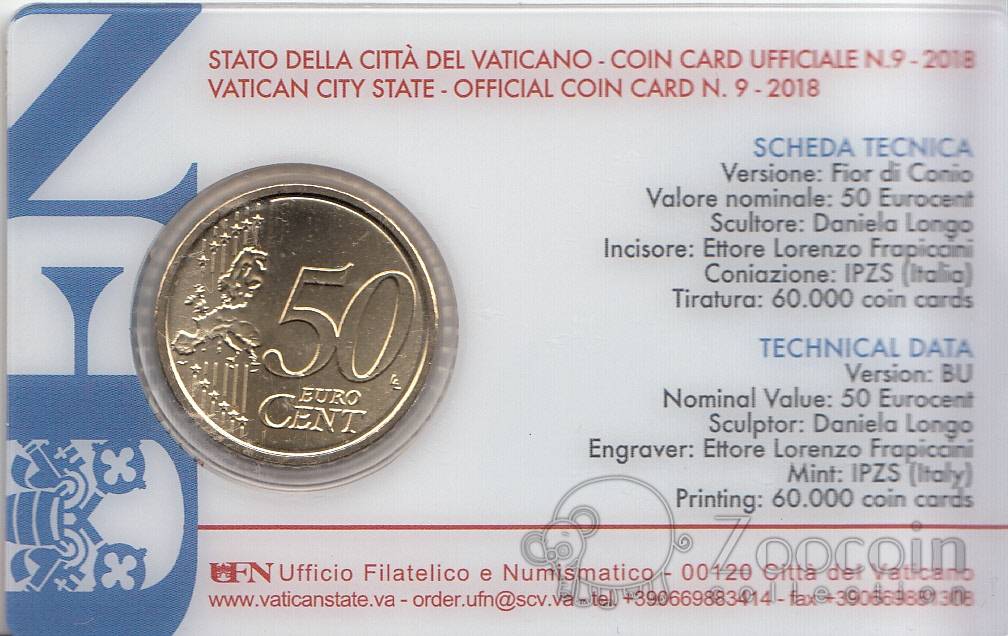 STATO DELLA CITTÀ DEL VATICANO - COIN CARD UFFICIALE N.9 - 2018
VATICAN CITY STATE - OFFICIAL COIN CARD N. 9 - 2018
SCHEDA TECNICA
Versione: Fior di Conio
Valore nominale: 50 Eurocent
Scultore: Daniela Longo
Incisore: Ettore Lorenzo Frapiccini
Coniazione: IPZS (Italia)
Tiratura: 60.000 coin cards
50
EURO
CENT
TECHNICAL DATA
Version: BU
Nominal Value: 50 Eurocent
Sculptor: Daniela Longo
Engraver: Ettore Lorenzo Frapiccini
Mint: IPZS (Italy)
Printing: 60.000 coin cards
Zoocoin
Collection
UFN Ufficio Filatelico e Numismatico - 00120 Città del Vaticano
www.vaticanstate.va - order.ufn@scv.va - tel. +390669883414 - fax +390669881308